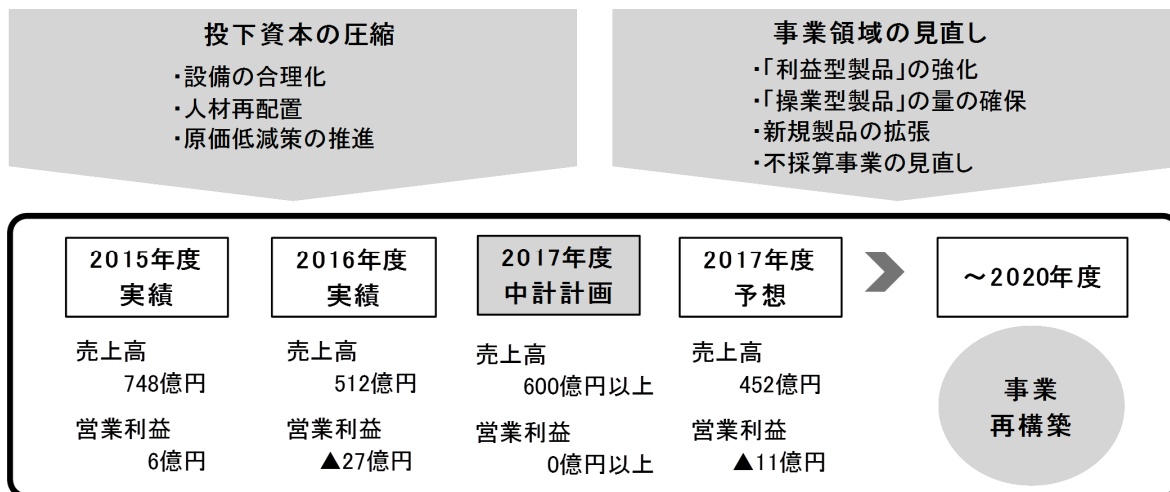 投下資本の圧縮
・設備の合理化
・人材再配置
・原価低減策の推進
事業領域の見直し
・「利益型製品」の強化
・「操業型製品」の量の確保
・新規製品の拡張
・不採算事業の見直し
2015年度
実績
売上高
748億円
営業利益
6億円
2016年度
実績
売上高
512億円
営業利益
▲27億円
2017年度
中計計画
売上高
600億円以上
営業利益
0億円以上
2017年度
予想
売上高
452億円
営業利益
▲11億円
～2020年度
事業
再構築